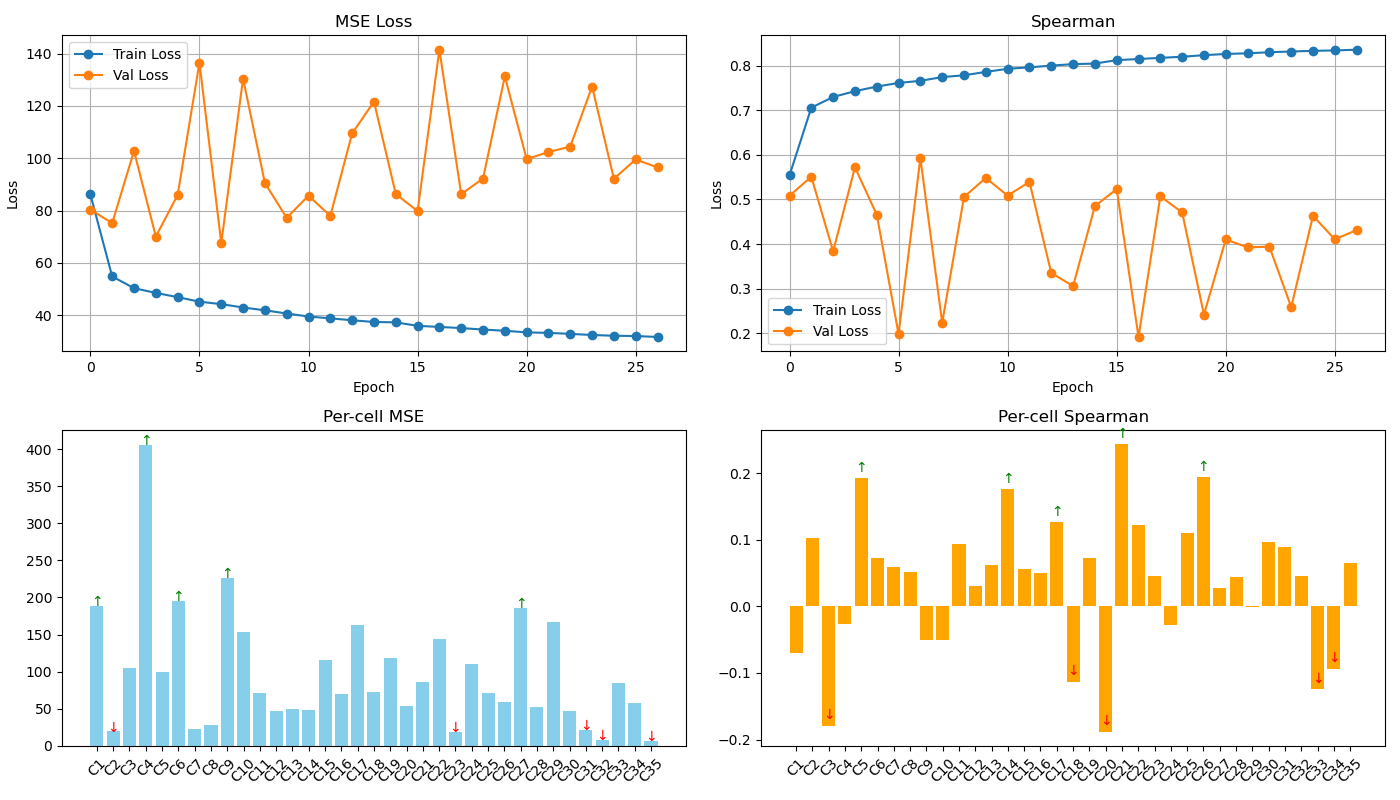 MSE Loss
Train Loss
Val Loss
140
120
100
80
60
40
Loss
0 5 10 15 20 25
Epoch
Spearman
Train Loss
Val Loss
0.8
0.7
0.6
0.5
0.4
0.3
0.2
Loss
0 5 10 15 20 25
Epoch
Per-cell MSE
400
350
300
250
200
150
100
50
0
↑ ↓ ↑ ↑ ↑ ↓ ↑ ↓ ↓ ↓
C1 C2 C3 C4 C5 C6 C7 C8 C9 C10 C11 C12 C13 C14 C15 C16 C17 C18 C19 C20 C21 C22 C23 C24 C25 C26 C27 C28 C29 C30 C31 C32 C33 C34 C35
Per-cell Spearman
0.2
0.1
0.0
−0.1
−0.2
↓ ↑ ↑ ↑ ↓ ↓ ↑ ↑ ↓ ↓
C1 C2 C3 C4 C5 C6 C7 C8 C9 C10 C11 C12 C13 C14 C15 C16 C17 C18 C19 C20 C21 C22 C23 C24 C25 C26 C27 C28 C29 C30 C31 C32 C33 C34 C35